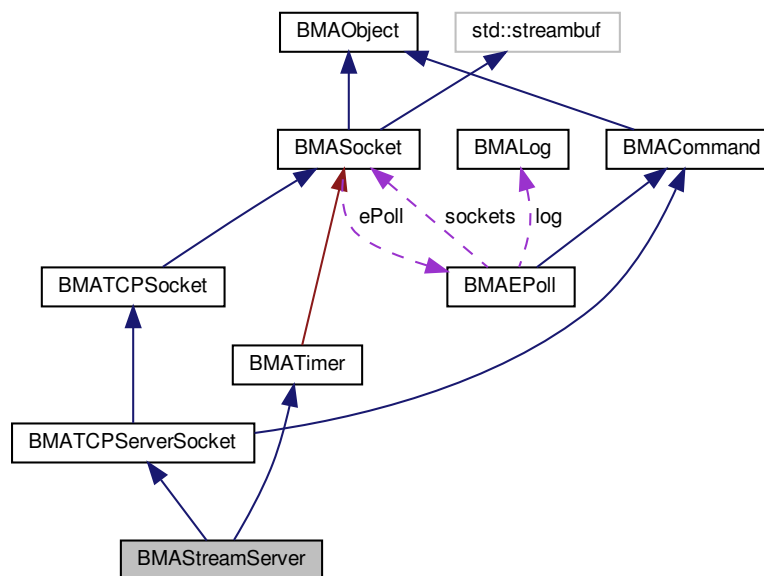 BMAObject
std::streambuf
BMASocket
BMALog
BMACommand
ePoll
sockets
log
BMATCPSocket
BMAEPoll
BMATimer
BMATCPServerSocket
BMAStreamServer